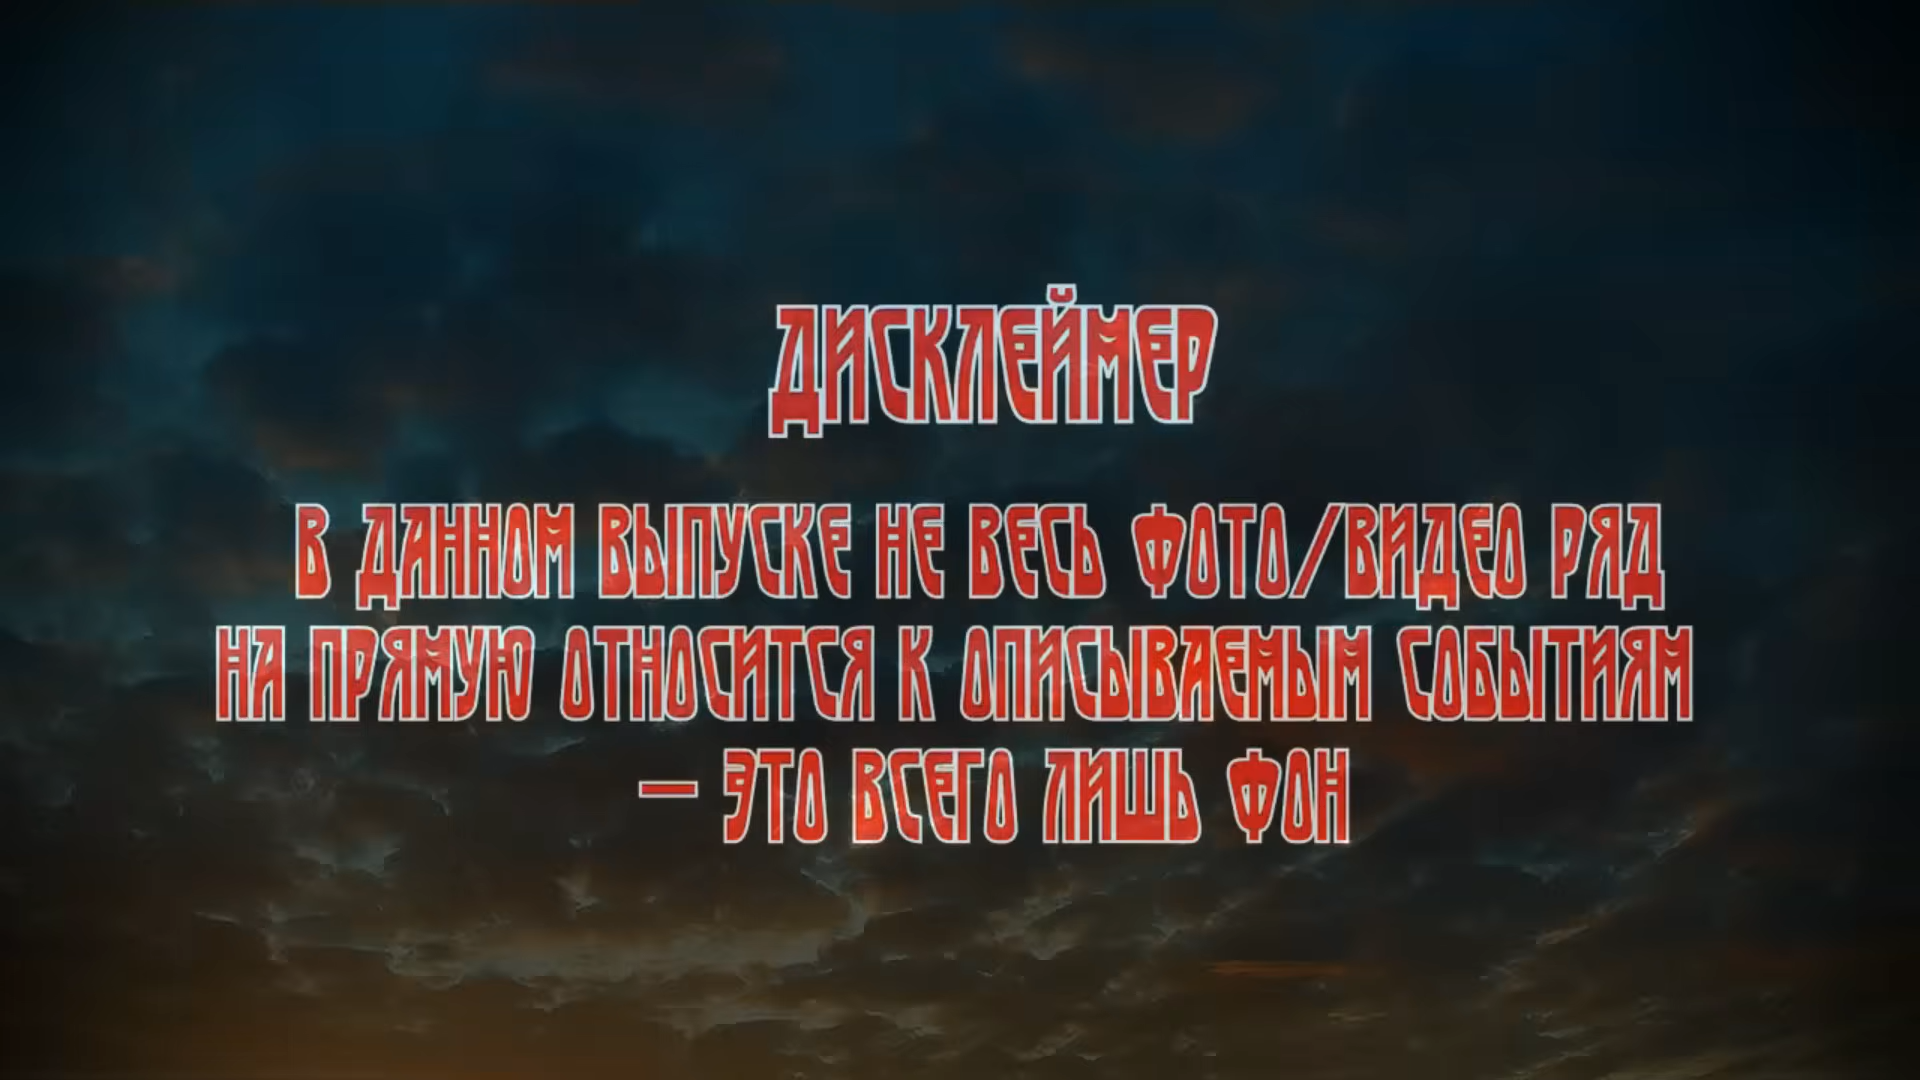 ДИСКЛЕЙМЕР
В ДАННОМ ВЫПУСКЕ НЕ ВЕСЬ ФОТО/ВИДЕО РЯД
НА ПРЯМУЮ ОТНОСИТСЯ К ОПИСЫВАЕМЫМ СОБЫТИЯМ
— ЭТО ВСЕГО ЛИШЬ ФОН